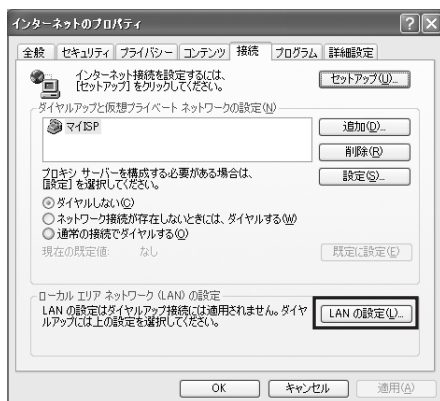 インターネットのプロパティ
全般 セキュリティ プライバシー コンテンツ 接続 プログラム 詳細設定
インターネット接続を設定するには、
[セットアップ] をクリックしてください。
セットアップ(U)...
ダイヤルアップと仮想プライベート ネットワークの設定(N)
マイISP
追加(D)...
削除(R)
プロキシ サーバーを構成する必要がある場合は、
[設定] を選択してください。
設定(S)...
ダイヤルしない(C)
ネットワーク接続が存在しないときには、ダイヤルする(W)
通常の接続でダイヤルする(O)
現在の既定値: なし
既定に設定(E)
ローカル エリア ネットワーク (LAN) の設定
LAN の設定はダイヤルアップ接続には適用されません。ダイヤ
ルアップには上の設定を選択してください。
LAN の設定(L)...
OK キャンセル 適用(A)